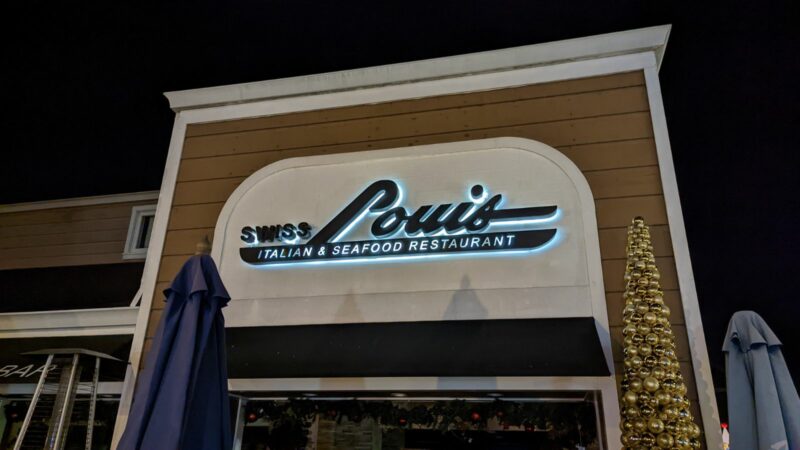 SWISS Louis
ITALIAN & SEAFOOD RESTAURANT
BAR